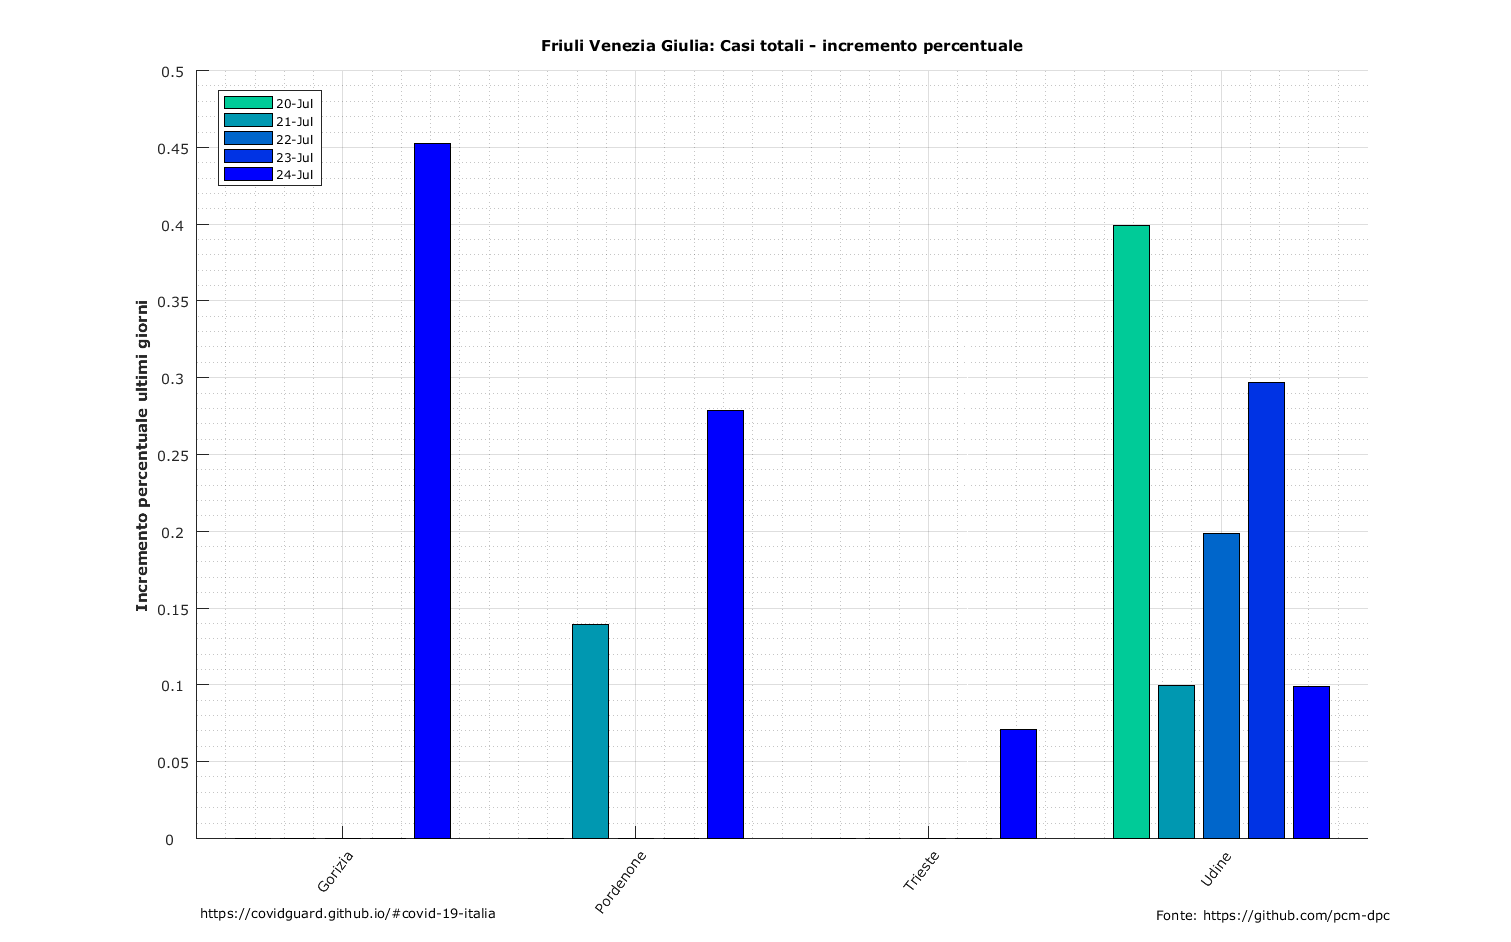 Friuli Venezia Giulia: Casi totali - incremento percentuale
0.5
0.45
0.4
0.35
0.3
0.25
0.2
0.15
0.1
0.05
0
Incremento percentuale ultimi giorni
20-Jul
21-Jul
22-Jul
23-Jul
24-Jul
Gorizia
Pordenone
Trieste
Udine
https://covidguard.github.io/#covid-19-italia
Fonte: https://github.com/pcm-dpc